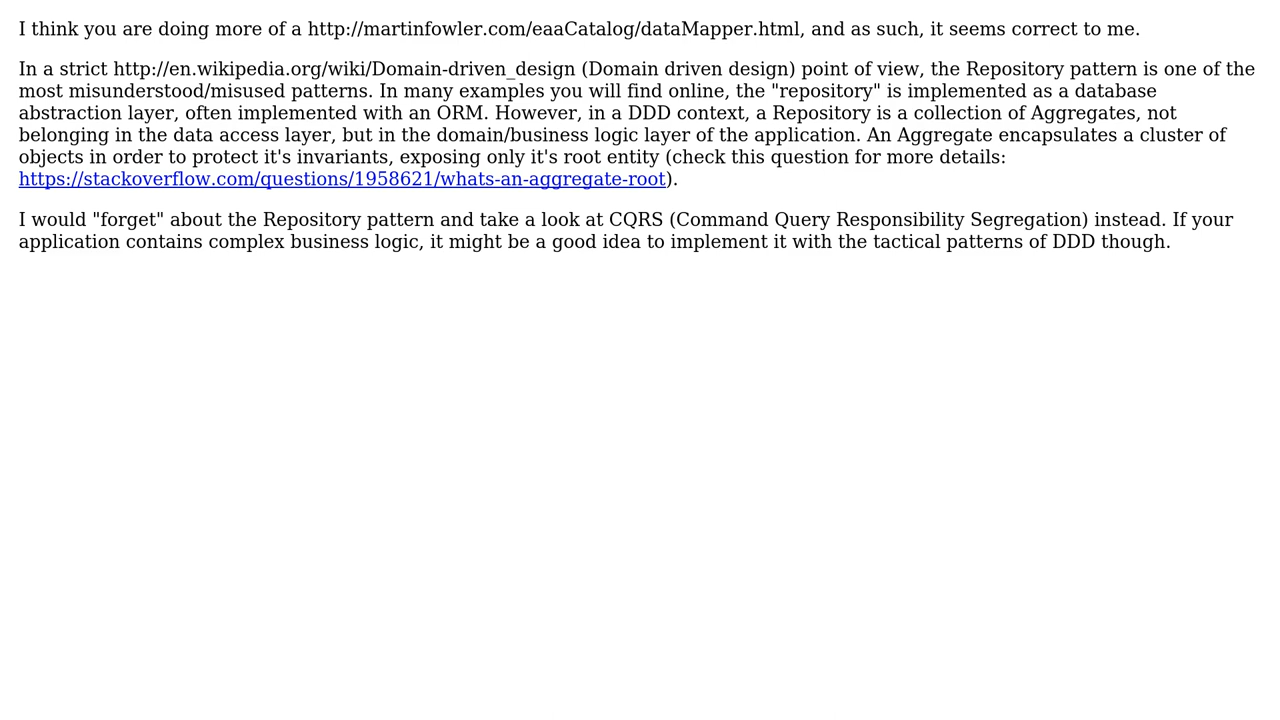 I think you are doing more of a http://martinfowler.com/eaaCatalog/dataMapper.html, and as such, it seems correct to me.
In a strict http://en.wikipedia.org/wiki/Domain-driven_design (Domain driven design) point of view, the Repository pattern is one of the
most misunderstood/misused patterns. In many examples you will find online, the "repository" is implemented as a database
abstraction layer, often implemented with an ORM. However, in a DDD context, a Repository is a collection of Aggregates, not
belonging in the data access layer, but in the domain/business logic layer of the application. An Aggregate encapsulates a cluster of
objects in order to protect it's invariants, exposing only it's root entity (check this question for more details:
https://stackoverflow.com/questions/1958621/whats-an-aggregate-root).
I would "forget" about the Repository pattern and take a look at CQRS (Command Query Responsibility Segregation) instead. If your
application contains complex business logic, it might be a good idea to implement it with the tactical patterns of DDD though.